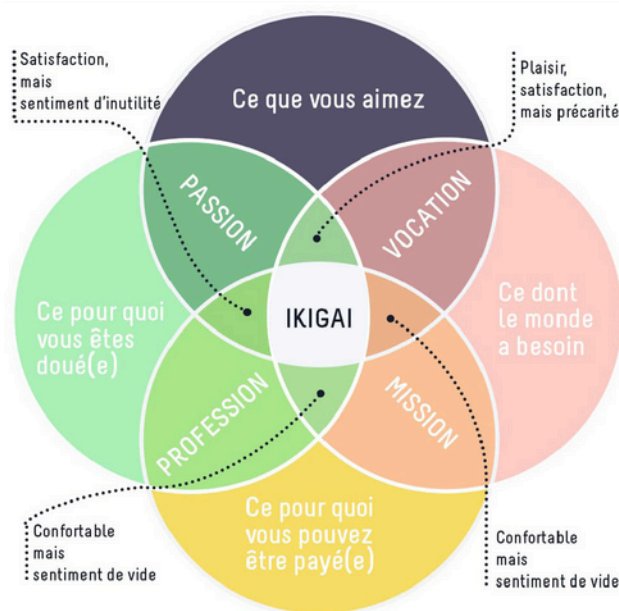 Satisfaction,
mais
sentiment d'inutilité
Ce que vous aimez
Plaisir,
satisfaction,
mais précarité
PASSION
VOCATION
Ce pour quoi
vous êtes
doué(e)
IKIGAI
Ce dont
le monde
a besoin
PROFESSION
MISSION
Ce pour quoi
vous pouvez
être payé(e)
Confortable
mais
sentiment de vide
Confortable
mais
sentiment de vide